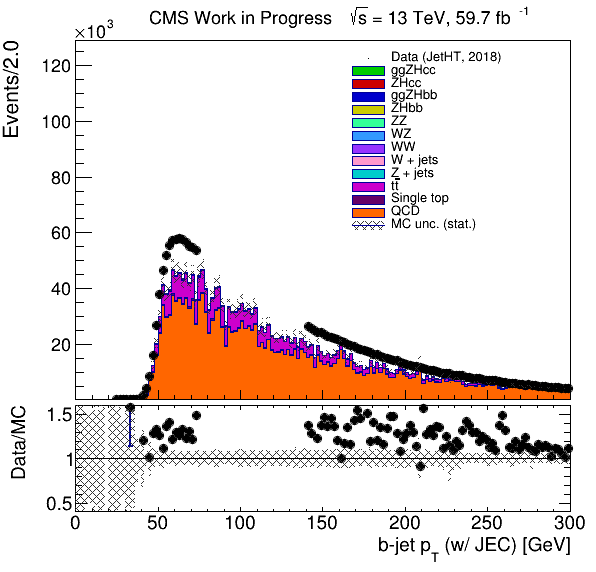 CMS Work in Progress √s = 13 TeV, 59.7 fb⁻¹
×10³
Events/2.0
120
100
80
60
40
20
Data (JetHT, 2018)
ggZHcc
ZHcc
ggZHbb
ZHbb
ZZ
WZ
WW
W + jets
Z + jets
tt̄
Single top
QCD
MC unc. (stat.)
Data/MC
1.5
1
0.5
0 50 100 150 200 250 300
b-jet p_T (w/ JEC) [GeV]